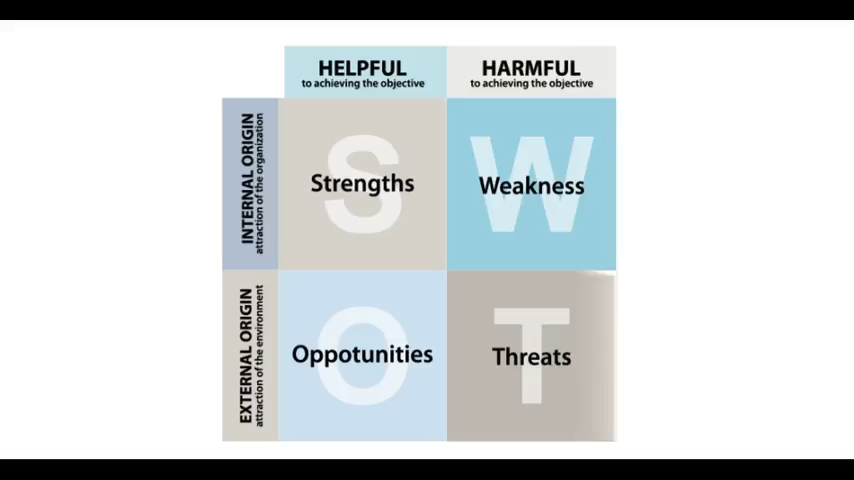 HELPFUL
to achieving the objective
HARMFUL
to achieving the objective
INTERNAL ORIGIN
attraction of the organization
S
Strengths
W
Weakness
EXTERNAL ORIGIN
attraction of the environment
O
Oppotunities
T
Threats